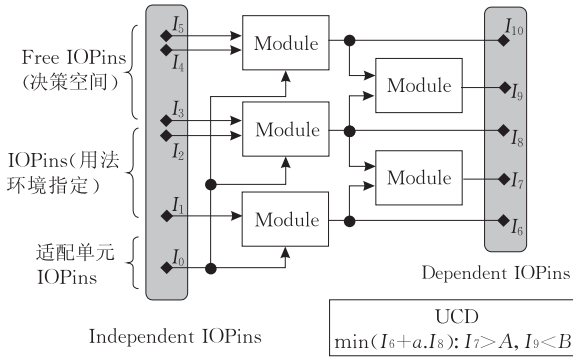 Free IOPins
(决策空间)
IOPins(用法
环境指定)
适配单元
IOPins
I5
I4
I3
I2
I1
I0
Module
Module
Module
Module
Module
I10
I9
I8
I7
I6
Independent IOPins
Dependent IOPins
UCD
min(I6+a.I8): I7>A, I9<B